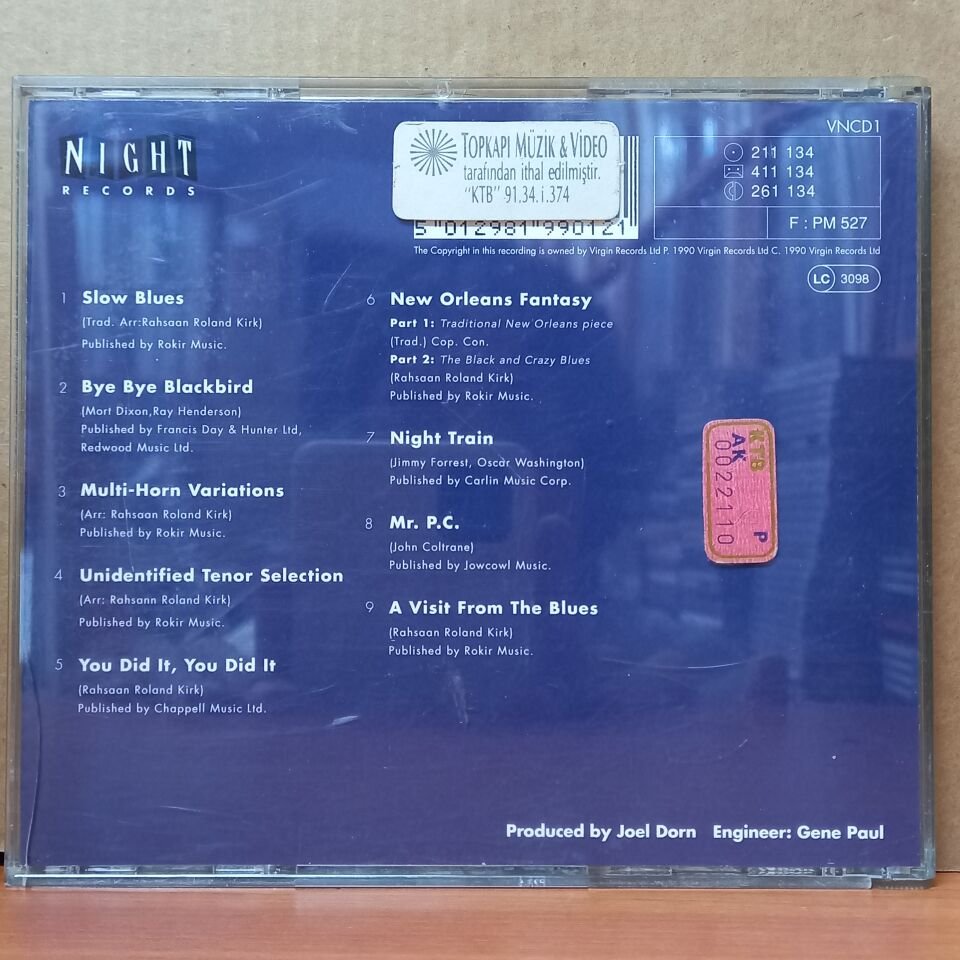 NIGHT
RECORDS
TOPKAPI MÜZİK & VİDEO
tarafından ithal edilmiştir.
"KTB" 91.34.i.374
5 012981 990121
VNCD1
211 134
411 134
261 134
F : PM 527
The Copyright in this recording is owned by Virgin Records Ltd P. 1990 Virgin Records Ltd C. 1990 Virgin Records Ltd
LC 3098
1 Slow Blues
(Trad. Arr:Rahsaan Roland Kirk)
Published by Rokir Music.
2 Bye Bye Blackbird
(Mort Dixon,Ray Henderson)
Published by Francis Day & Hunter Ltd,
Redwood Music Ltd.
3 Multi-Horn Variations
(Arr: Rahsaan Roland Kirk)
Published by Rokir Music.
4 Unidentified Tenor Selection
(Arr: Rahsann Roland Kirk)
Published by Rokir Music.
5 You Did It, You Did It
(Rahsaan Roland Kirk)
Published by Chappell Music Ltd.
6 New Orleans Fantasy
Part 1: Traditional New Orleans piece
(Trad.) Cop. Con.
Part 2: The Black and Crazy Blues
(Rahsaan Roland Kirk)
Published by Rokir Music.
7 Night Train
(Jimmy Forrest, Oscar Washington)
Published by Carlin Music Corp.
8 Mr. P.C.
(John Coltrane)
Published by Jowcowl Music.
9 A Visit From The Blues
(Rahsaan Roland Kirk)
Published by Rokir Music.
KTB P
AK
0022110
Produced by Joel Dorn Engineer: Gene Paul